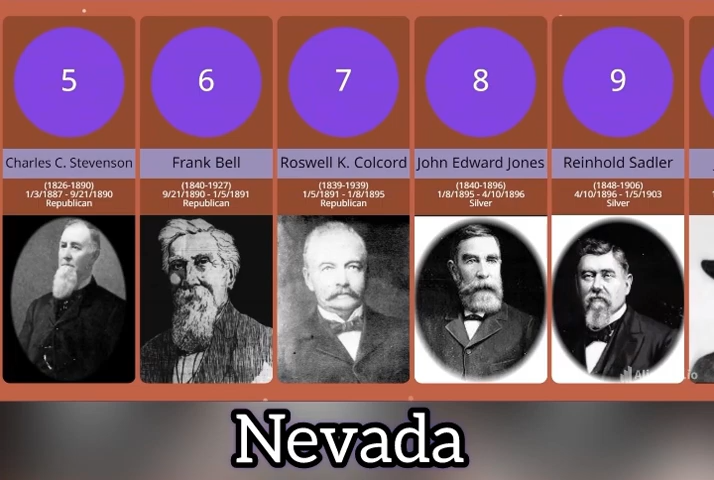 5
Charles C. Stevenson
(1826-1890)
1/3/1887 - 9/21/1890
Republican
6
Frank Bell
(1840-1927)
9/21/1890 - 1/5/1891
Republican
7
Roswell K. Colcord
(1839-1939)
1/5/1891 - 1/8/1895
Republican
8
John Edward Jones
(1840-1896)
1/8/1895 - 4/10/1896
Silver
9
Reinhold Sadler
(1848-1906)
4/10/1896 - 1/5/1903
Silver
Nevada